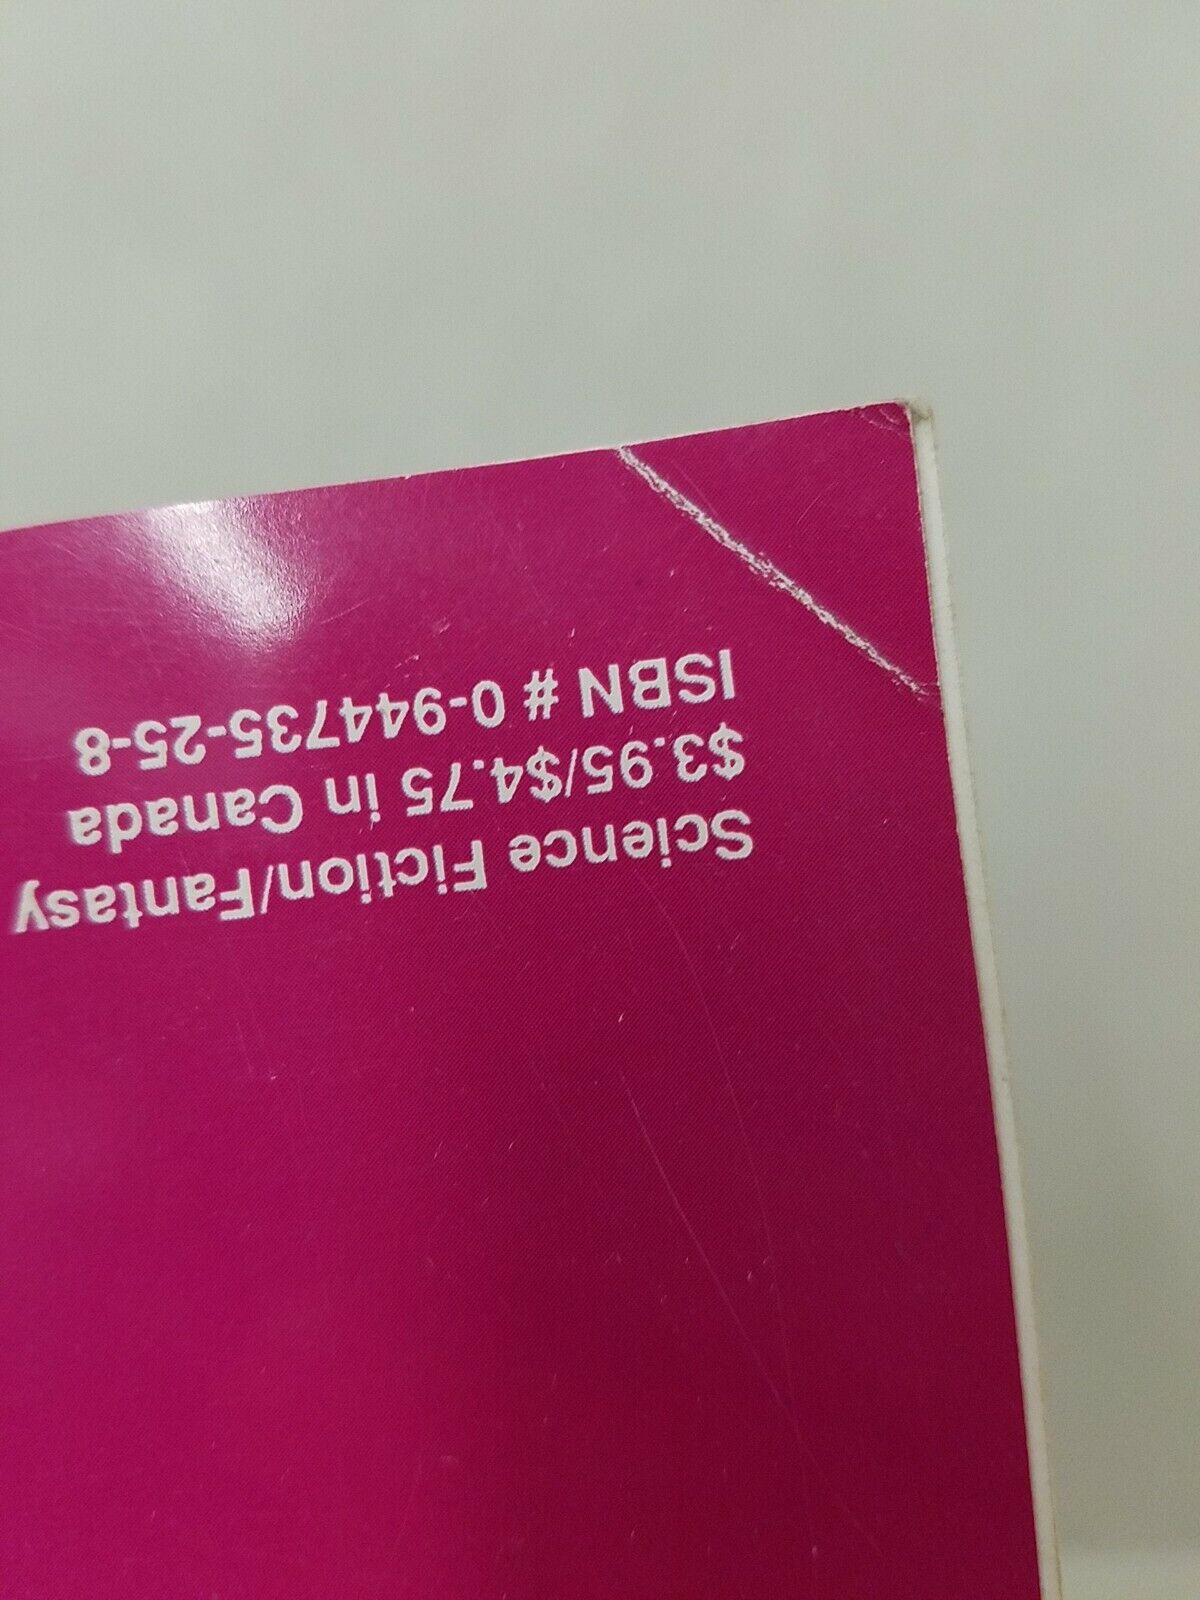 Science Fiction/Fantasy
$3.95/$4.75 in Canada
ISBN # 0-944735-25-8